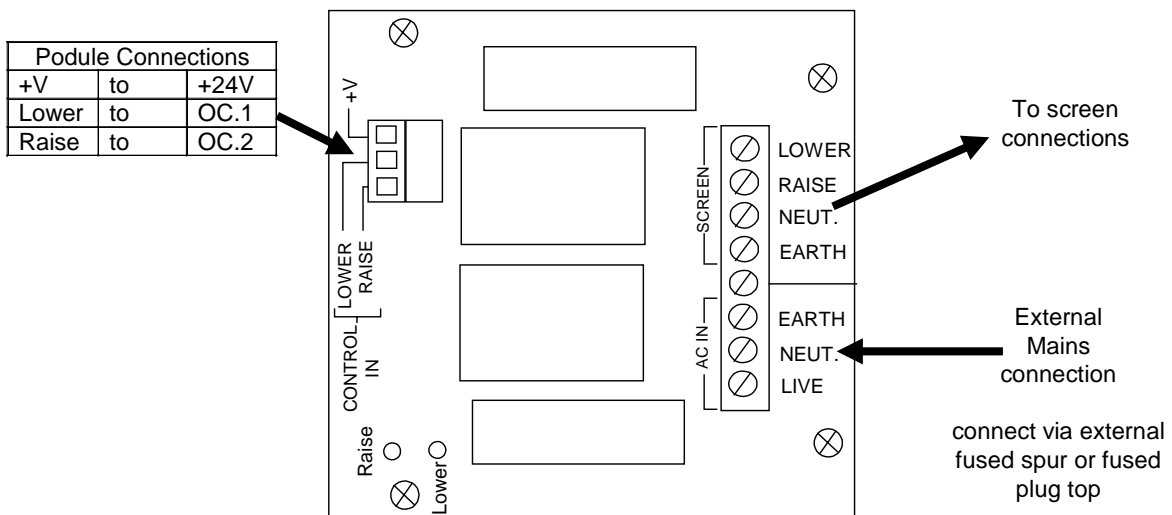 Podule Connections
+V to +24V
Lower to OC.1
Raise to OC.2
+V
LOWER
RAISE
CONTROL
IN
Raise
Lower
SCREEN
LOWER
RAISE
NEUT.
EARTH
AC IN
EARTH
NEUT.
LIVE
To screen
connections
External
Mains
connection
connect via external
fused spur or fused
plug top